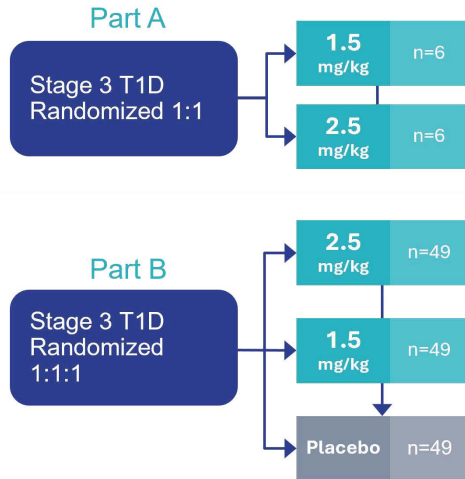 Part A
Stage 3 T1D
Randomized 1:1
1.5
mg/kg
n=6
2.5
mg/kg
n=6
Part B
Stage 3 T1D
Randomized
1:1:1
2.5
mg/kg
n=49
1.5
mg/kg
n=49
Placebo
n=49